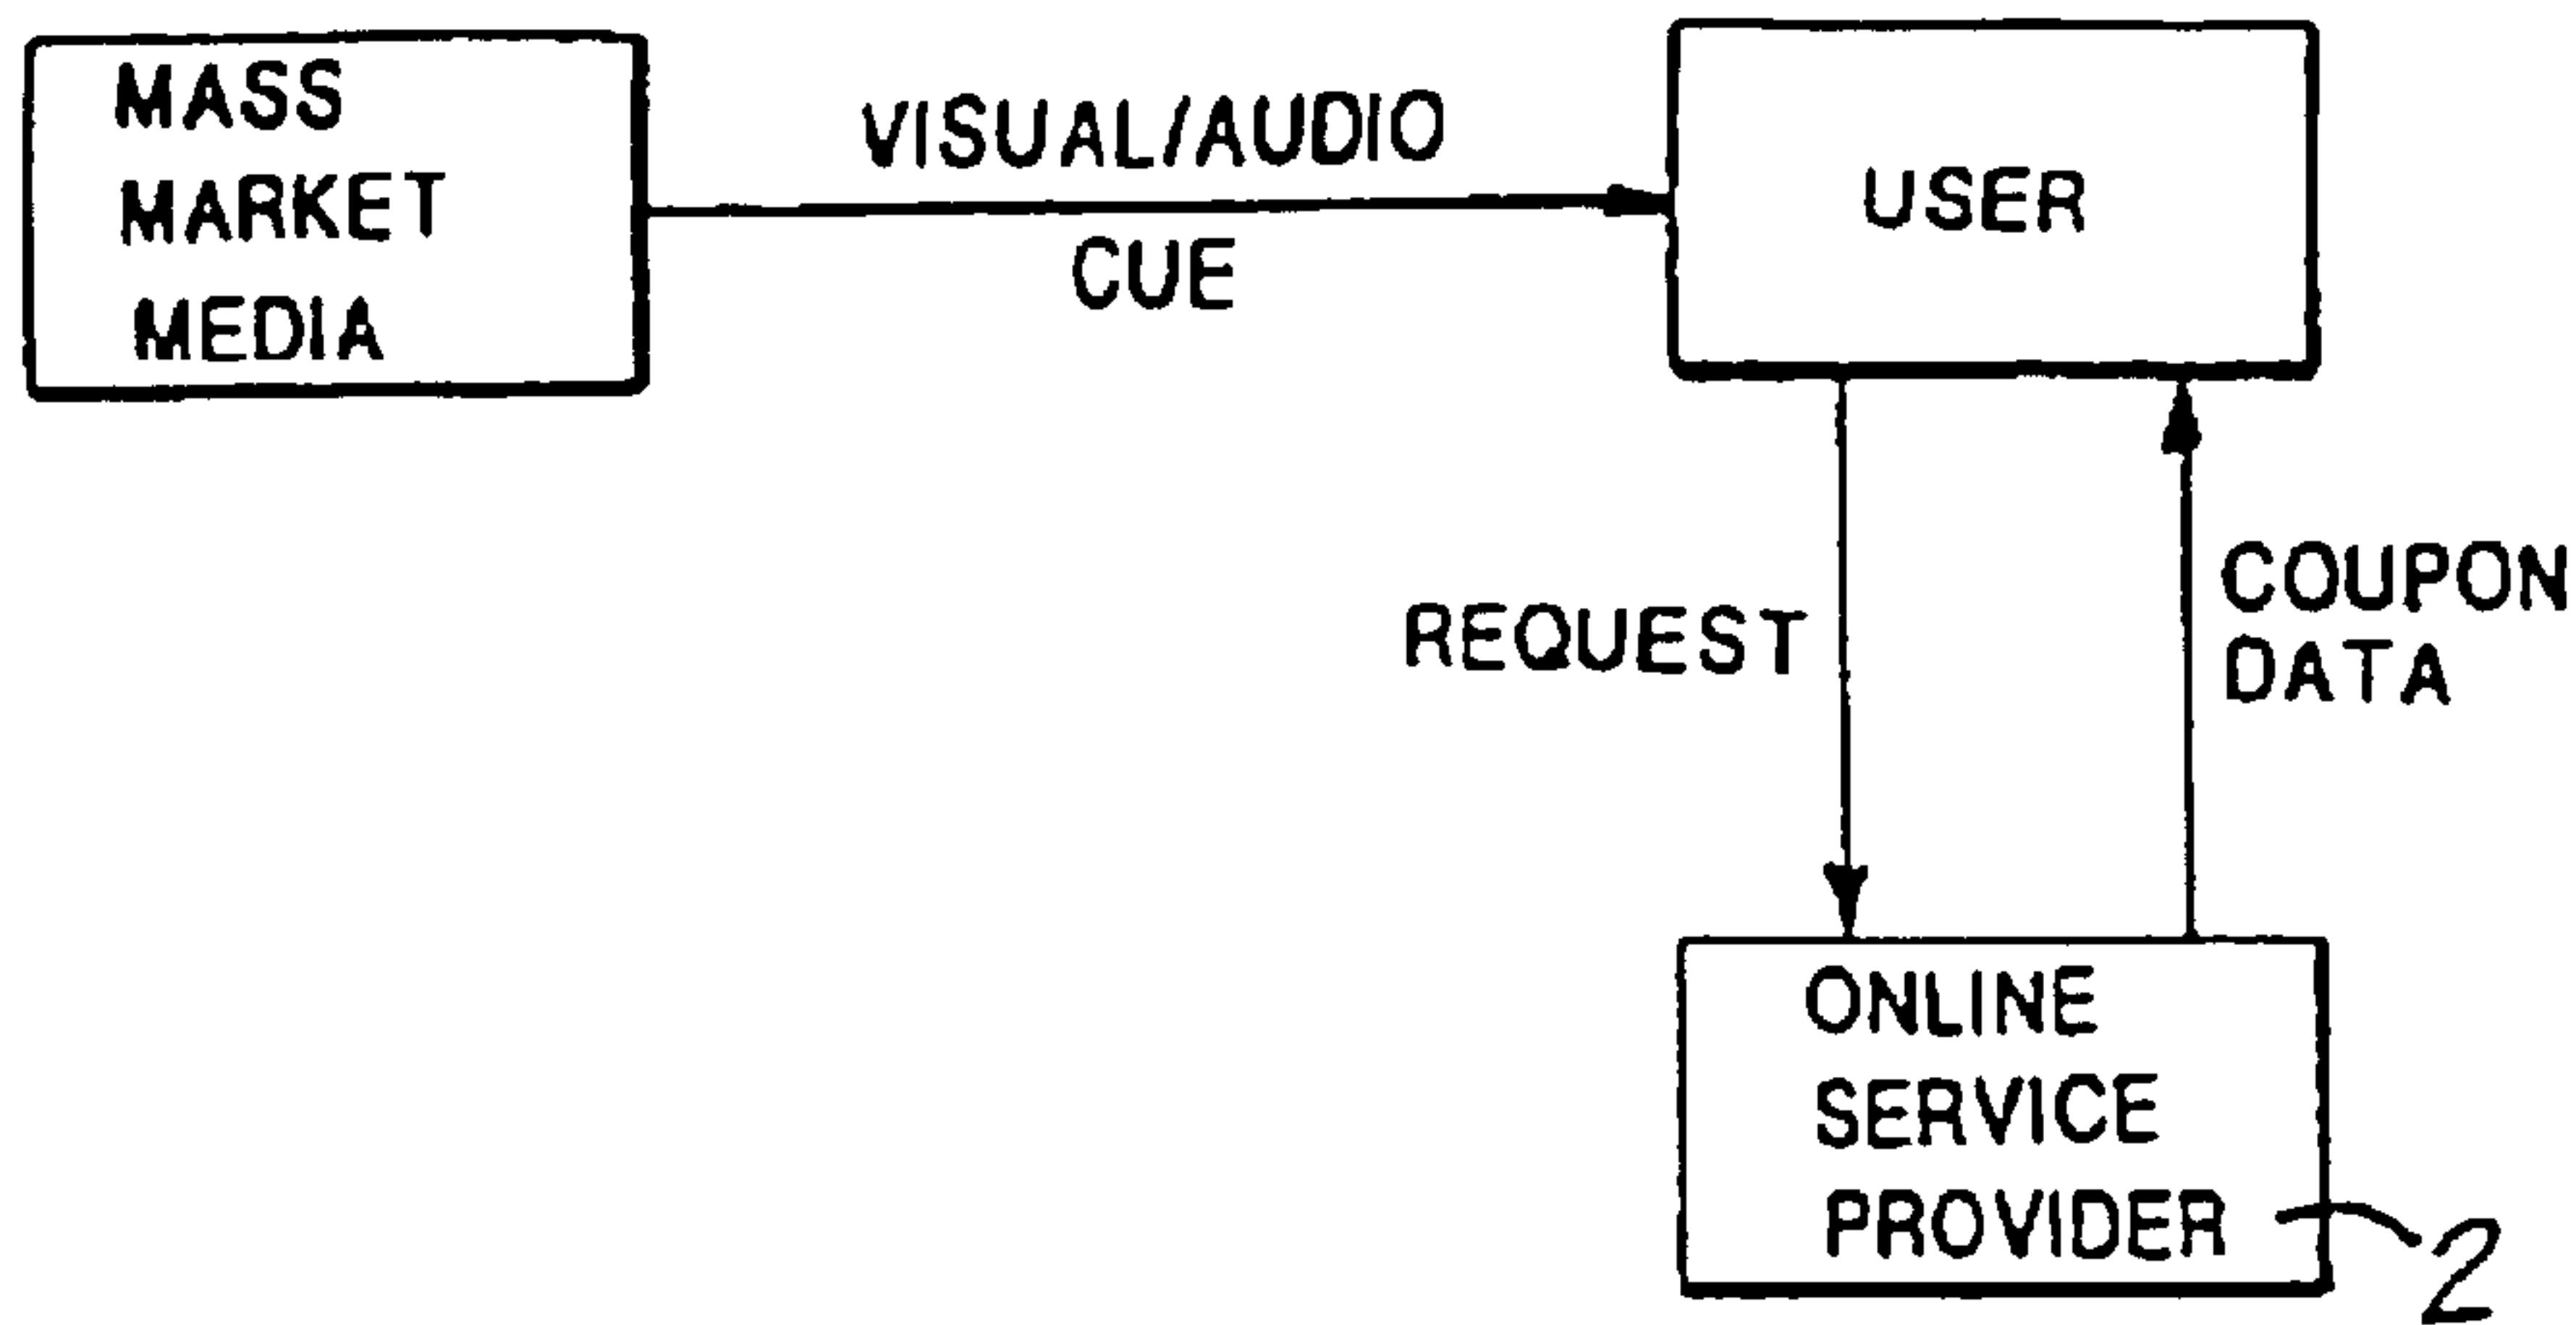 MASS
MARKET
MEDIA
VISUAL/AUDIO
CUE
USER
REQUEST
COUPON
DATA
ONLINE
SERVICE
PROVIDER
2